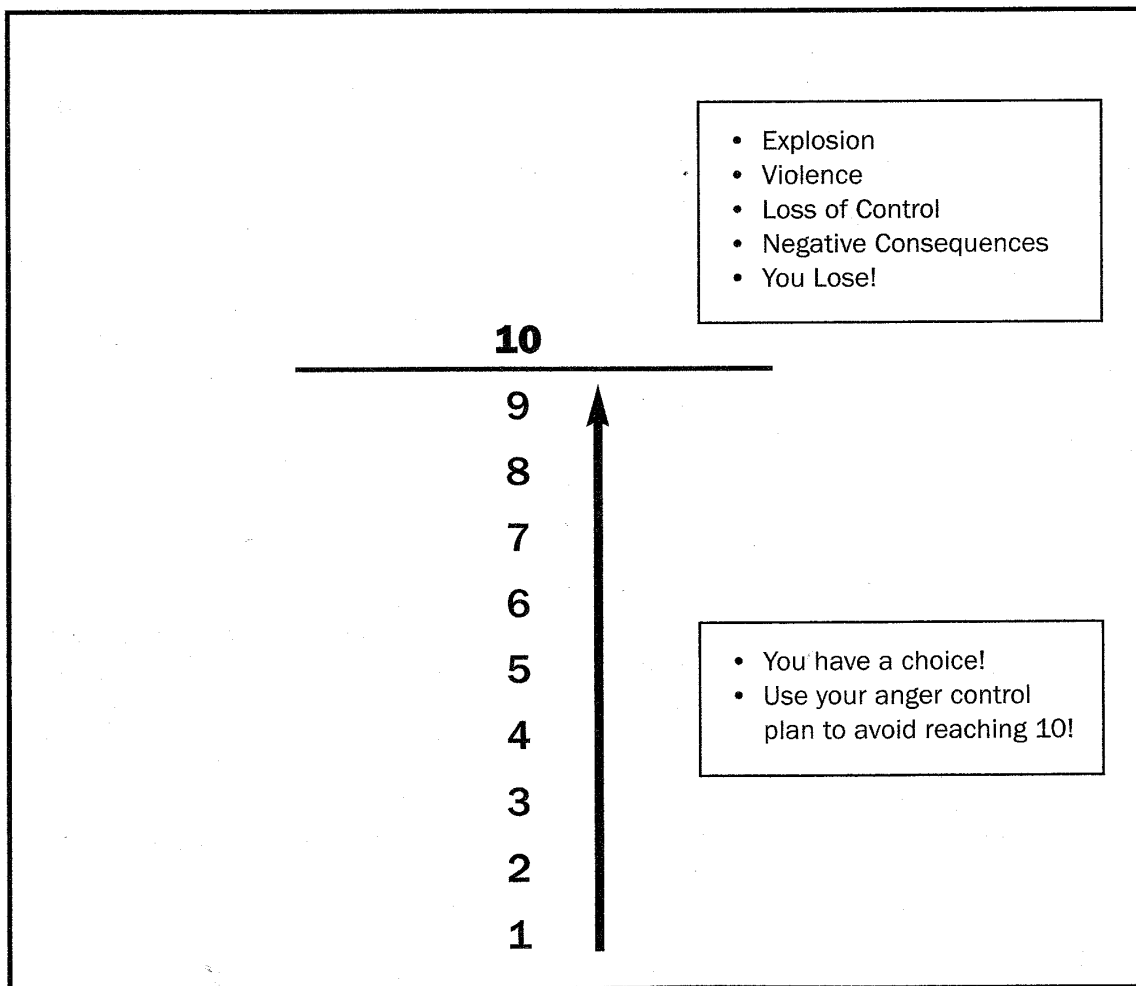 • Explosion
• Violence
• Loss of Control
• Negative Consequences
• You Lose!
10
9
8
7
6
5
4
3
2
1
• You have a choice!
• Use your anger control
plan to avoid reaching 10!